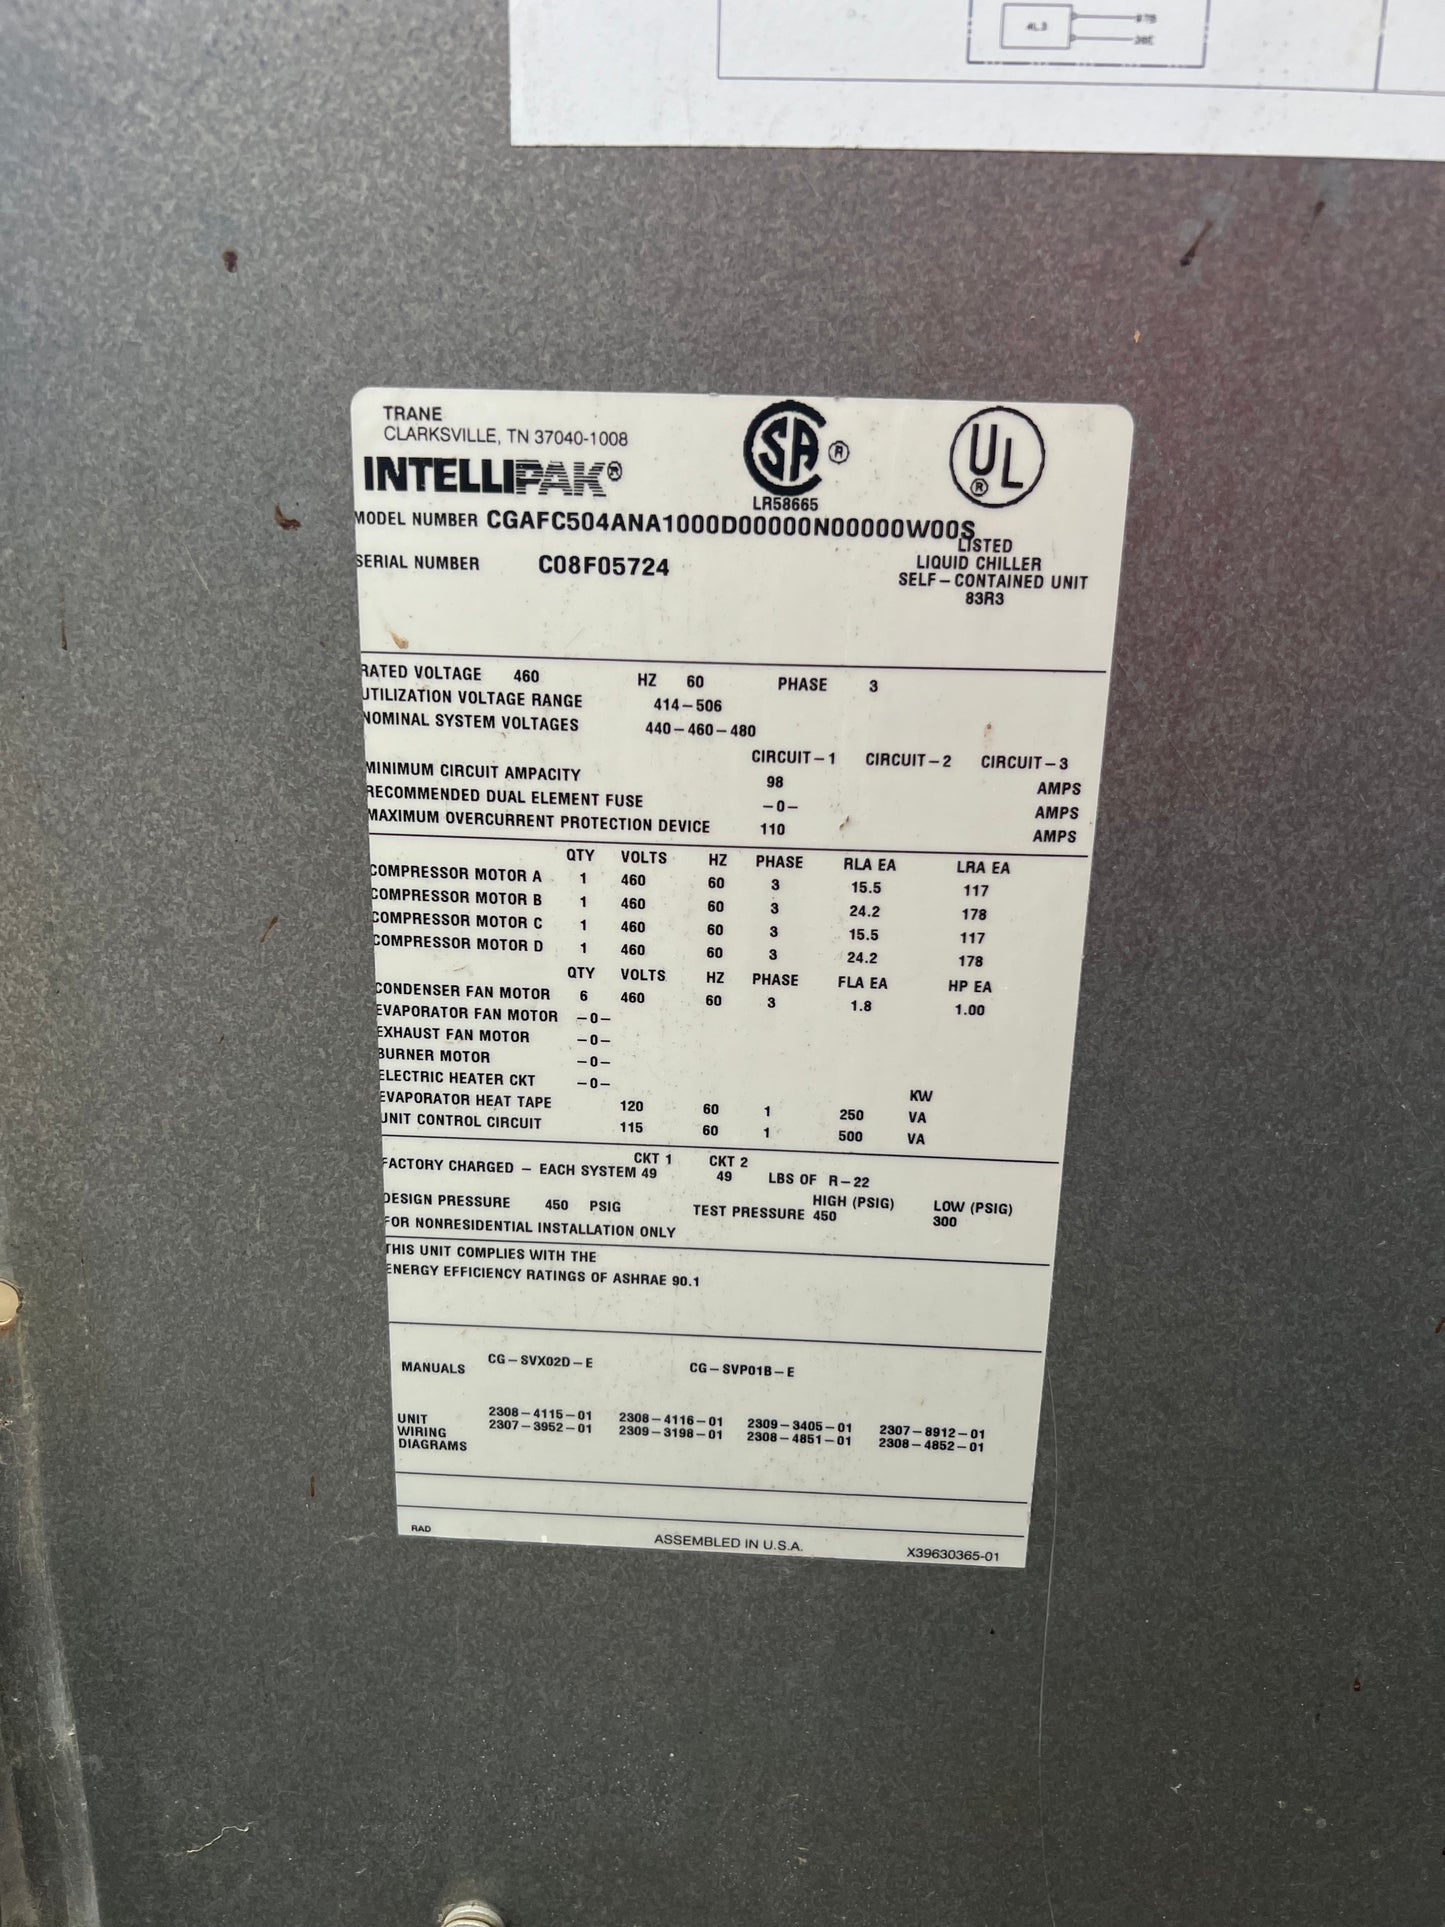 4L3
97B
TRANE
CLARKSVILLE, TN 37040-1008
INTELLIPAK®
LR58665
MODEL NUMBER CGAFC504ANA1000D00000N00000W00S
LISTED
LIQUID CHILLER
SELF-CONTAINED UNIT
83R3
SERIAL NUMBER C08F05724
RATED VOLTAGE 460 HZ 60 PHASE 3
UTILIZATION VOLTAGE RANGE 414-506
NOMINAL SYSTEM VOLTAGES 440-460-480
CIRCUIT-1 CIRCUIT-2 CIRCUIT-3
MINIMUM CIRCUIT AMPACITY 98 AMPS
RECOMMENDED DUAL ELEMENT FUSE -0- AMPS
MAXIMUM OVERCURRENT PROTECTION DEVICE 110 AMPS
QTY VOLTS HZ PHASE RLA EA LRA EA
COMPRESSOR MOTOR A 1 460 60 3 15.5 117
COMPRESSOR MOTOR B 1 460 60 3 24.2 178
COMPRESSOR MOTOR C 1 460 60 3 15.5 117
COMPRESSOR MOTOR D 1 460 60 3 24.2 178
QTY VOLTS HZ PHASE FLA EA HP EA
CONDENSER FAN MOTOR 6 460 60 3 1.8 1.00
EVAPORATOR FAN MOTOR -0-
EXHAUST FAN MOTOR -0-
BURNER MOTOR -0-
ELECTRIC HEATER CKT -0- KW
EVAPORATOR HEAT TAPE 120 60 1 250 VA
UNIT CONTROL CIRCUIT 115 60 1 500 VA
CKT 1 CKT 2
FACTORY CHARGED - EACH SYSTEM 49 49 LBS OF R-22
HIGH (PSIG) LOW (PSIG)
DESIGN PRESSURE 450 PSIG TEST PRESSURE 450 300
FOR NONRESIDENTIAL INSTALLATION ONLY
THIS UNIT COMPLIES WITH THE
ENERGY EFFICIENCY RATINGS OF ASHRAE 90.1
MANUALS CG-SVX02D-E CG-SVP01B-E
UNIT WIRING DIAGRAMS
2308-4115-01 2308-4116-01 2309-3405-01 2307-8912-01
2307-3952-01 2309-3198-01 2308-4851-01 2308-4852-01
RAD ASSEMBLED IN U.S.A. X39630365-01